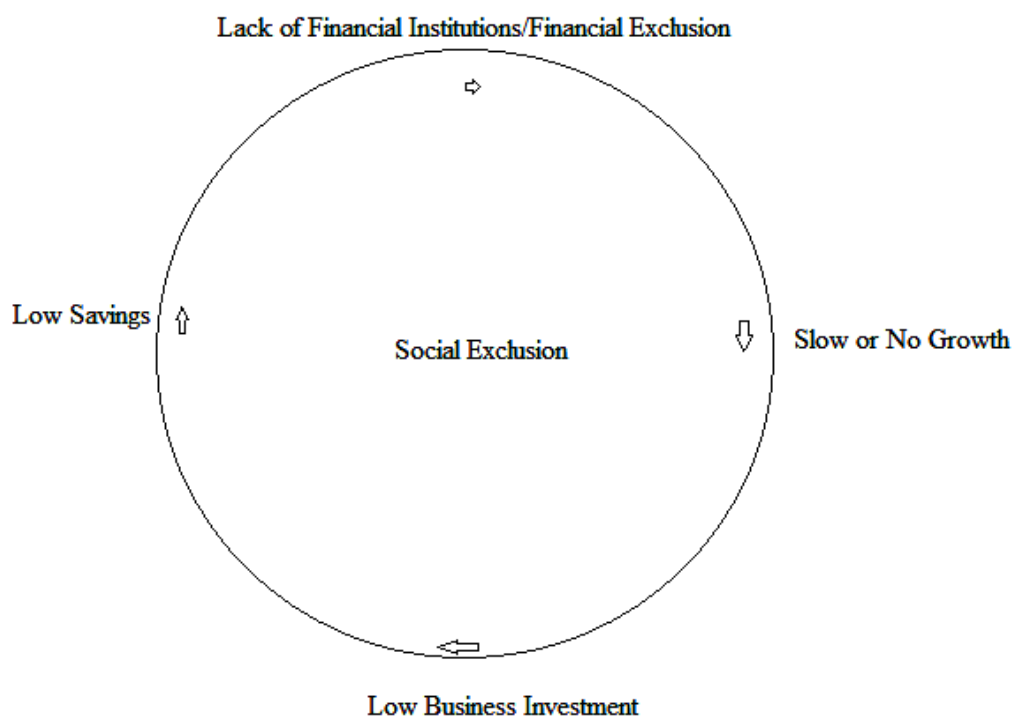 Lack of Financial Institutions/Financial Exclusion
Low Savings
Social Exclusion
Slow or No Growth
Low Business Investment